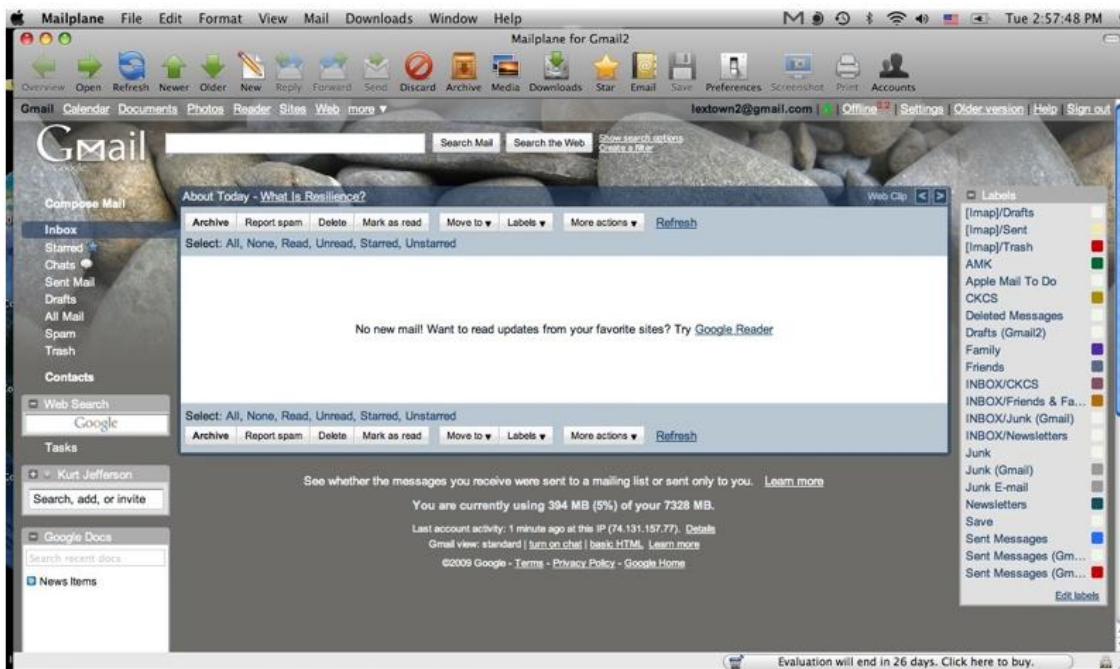 Mailplane File Edit Format View Mail Downloads Window Help Tue 2:57:48 PM
Mailplane for Gmail2
Overview Open Refresh Newer Older New Reply Forward Send Discard Archive Media Downloads Star Email Save Preferences Screenshot Print Accounts
Gmail Calendar Documents Photos Reader Sites Web more ▼ lextown2@gmail.com | | Offline 0.2 | Settings | Older version | Help | Sign out
Gmail
Google
Search Mail Search the Web Show search options
Create a filter
Compose Mail
Inbox
Starred
Chats
Sent Mail
Drafts
All Mail
Spam
Trash
Contacts
Web Search
Google
Tasks
Kurt Jefferson
Search, add, or invite
Google Docs
Search recent docs
News Items
About Today - What Is Resilience? Web Clip < >
Archive Report spam Delete Mark as read Move to ▼ Labels ▼ More actions ▼ Refresh
Select: All, None, Read, Unread, Starred, Unstarred
No new mail! Want to read updates from your favorite sites? Try Google Reader
Select: All, None, Read, Unread, Starred, Unstarred
Archive Report spam Delete Mark as read Move to ▼ Labels ▼ More actions ▼ Refresh
See whether the messages you receive were sent to a mailing list or sent only to you. Learn more
You are currently using 394 MB (5%) of your 7328 MB.
Last account activity: 1 minute ago at this IP (74.131.157.77). Details
Gmail view: standard | turn on chat | basic HTML Learn more
©2009 Google - Terms - Privacy Policy - Google Home
Labels
[Imap]/Drafts
[Imap]/Sent
[Imap]/Trash
AMK
Apple Mail To Do
CKCS
Deleted Messages
Drafts (Gmail2)
Family
Friends
INBOX/CKCS
INBOX/Friends & Fa...
INBOX/Junk (Gmail)
INBOX/Newsletters
Junk
Junk (Gmail)
Junk E-mail
Newsletters
Save
Sent Messages
Sent Messages (Gm...
Sent Messages (Gm...
Edit labels
Evaluation will end in 26 days. Click here to buy.